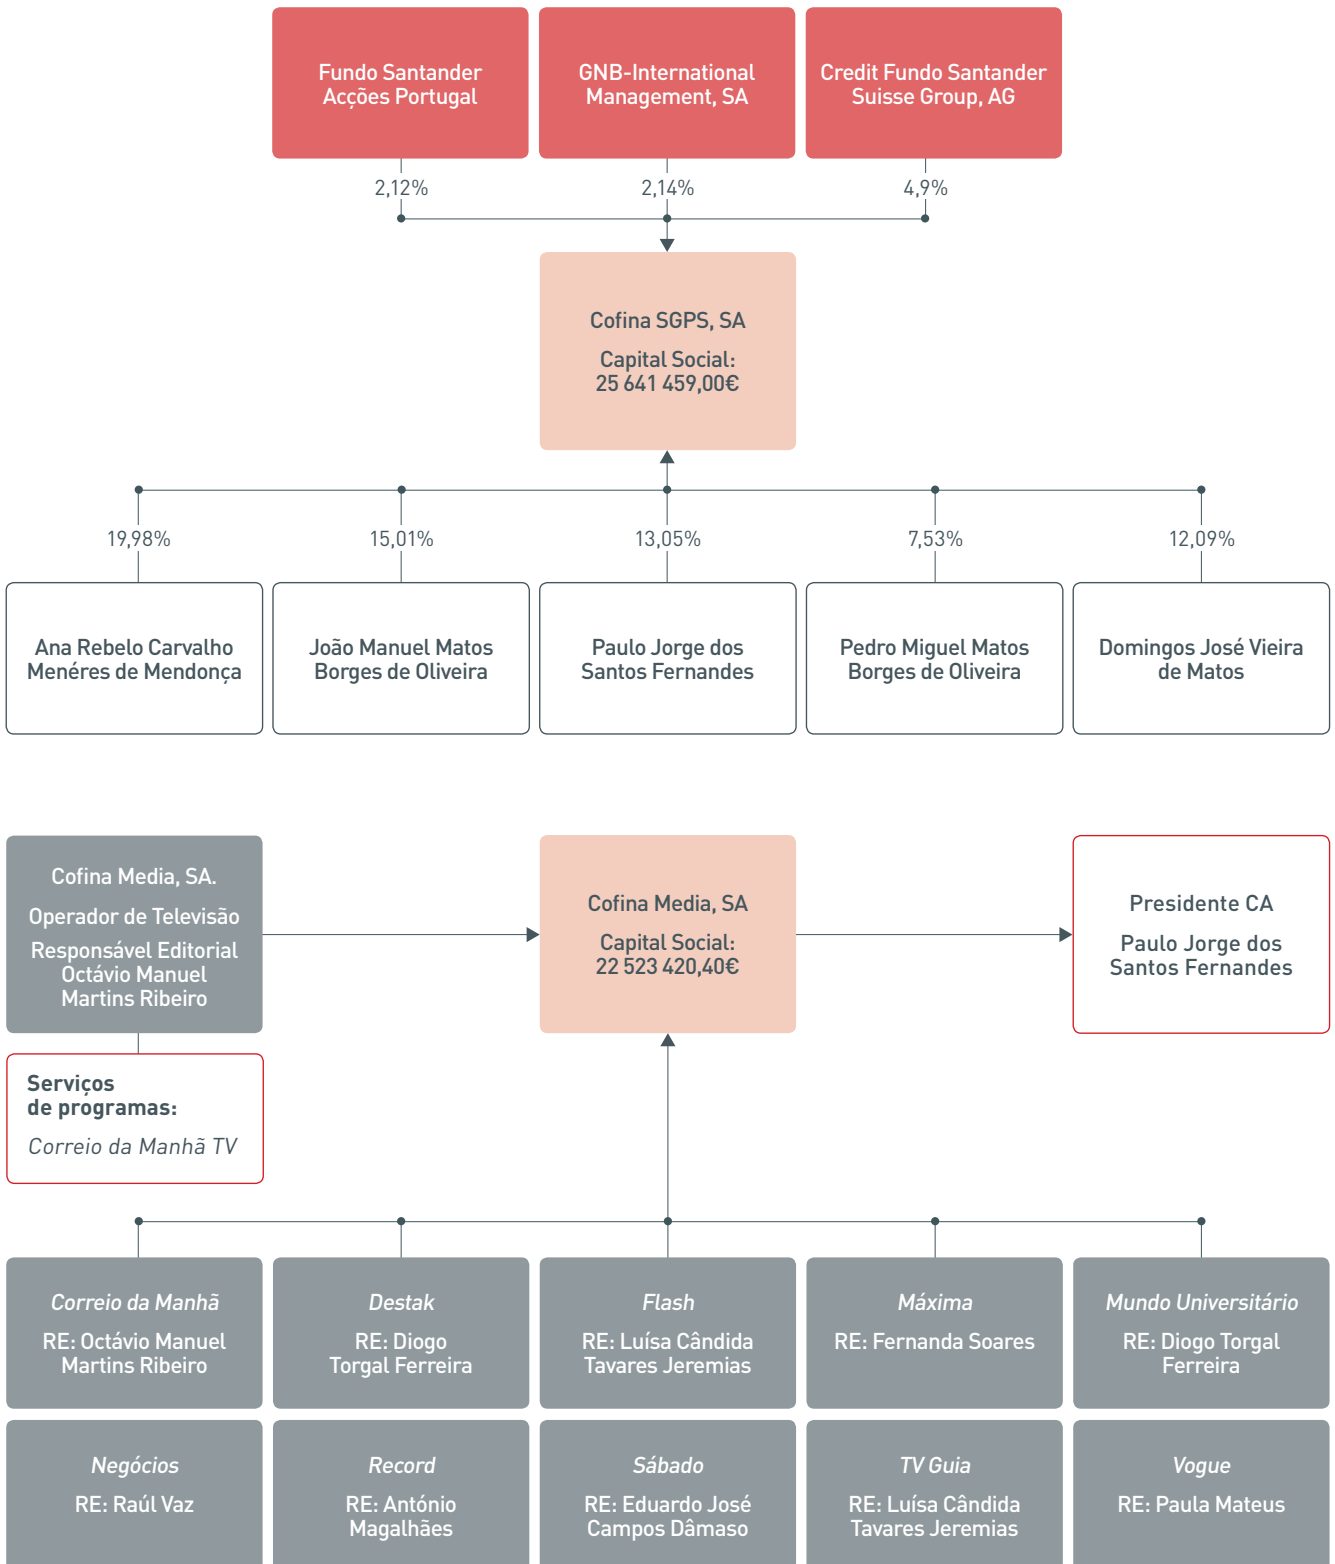 Fundo Santander
Acções Portugal
GNB-International
Management, SA
Credit Fundo Santander
Suisse Group, AG
2,12%
2,14%
4,9%
Cofina SGPS, SA
Capital Social:
25 641 459,00€
19,98%
15,01%
13,05%
7,53%
12,09%
Ana Rebelo Carvalho
Menéres de Mendonça
João Manuel Matos
Borges de Oliveira
Paulo Jorge dos
Santos Fernandes
Pedro Miguel Matos
Borges de Oliveira
Domingos José Vieira
de Matos
Cofina Media, SA.
Operador de Televisão
Responsável Editorial
Octávio Manuel
Martins Ribeiro
Cofina Media, SA
Capital Social:
22 523 420,40€
Presidente CA
Paulo Jorge dos
Santos Fernandes
Serviços
de programas:
Correio da Manhã TV
Correio da Manhã
RE: Octávio Manuel
Martins Ribeiro
Destak
RE: Diogo
Torgal Ferreira
Flash
RE: Luísa Cândida
Tavares Jeremias
Máxima
RE: Fernanda Soares
Mundo Universitário
RE: Diogo Torgal
Ferreira
Negócios
RE: Raúl Vaz
Record
RE: António
Magalhães
Sábado
RE: Eduardo José
Campos Dâmaso
TV Guia
RE: Luísa Cândida
Tavares Jeremias
Vogue
RE: Paula Mateus